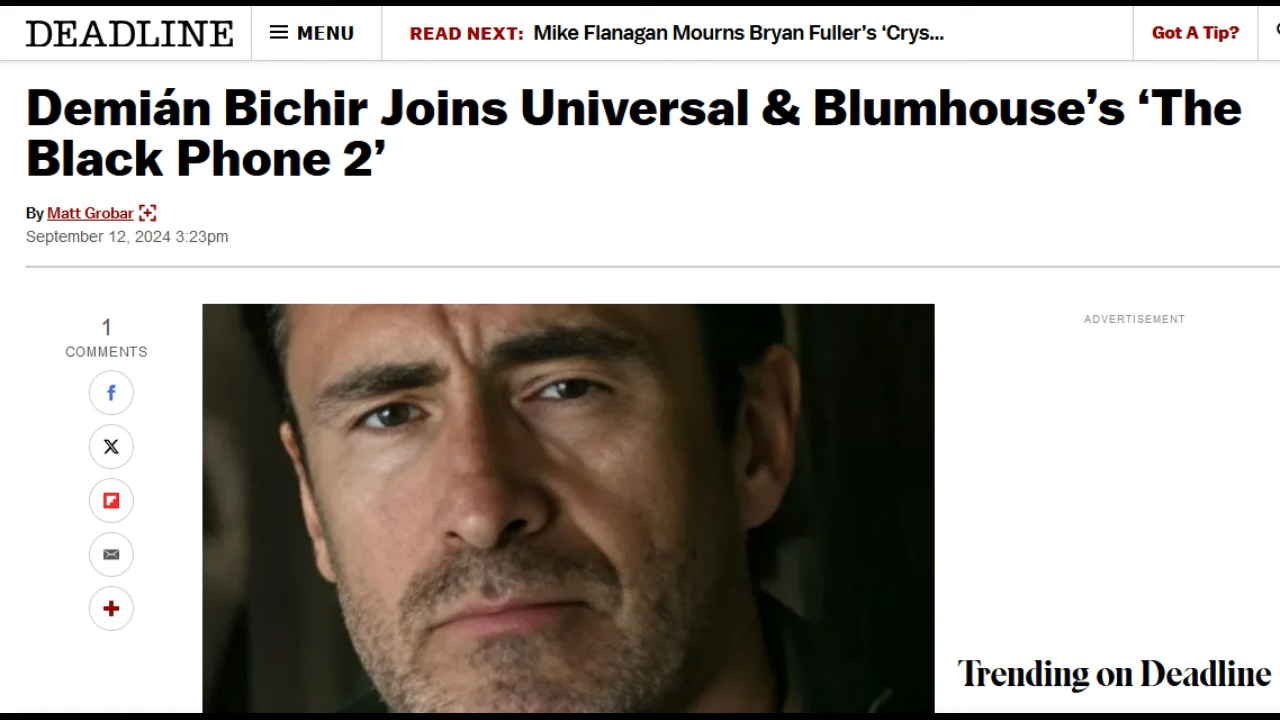 DEADLINE
MENU
READ NEXT: Mike Flanagan Mourns Bryan Fuller’s ‘Crys...
Got A Tip?
Demián Bichir Joins Universal & Blumhouse’s ‘The
Black Phone 2’
By Matt Grobar
September 12, 2024 3:23pm
1
COMMENTS
ADVERTISEMENT
Trending on Deadline